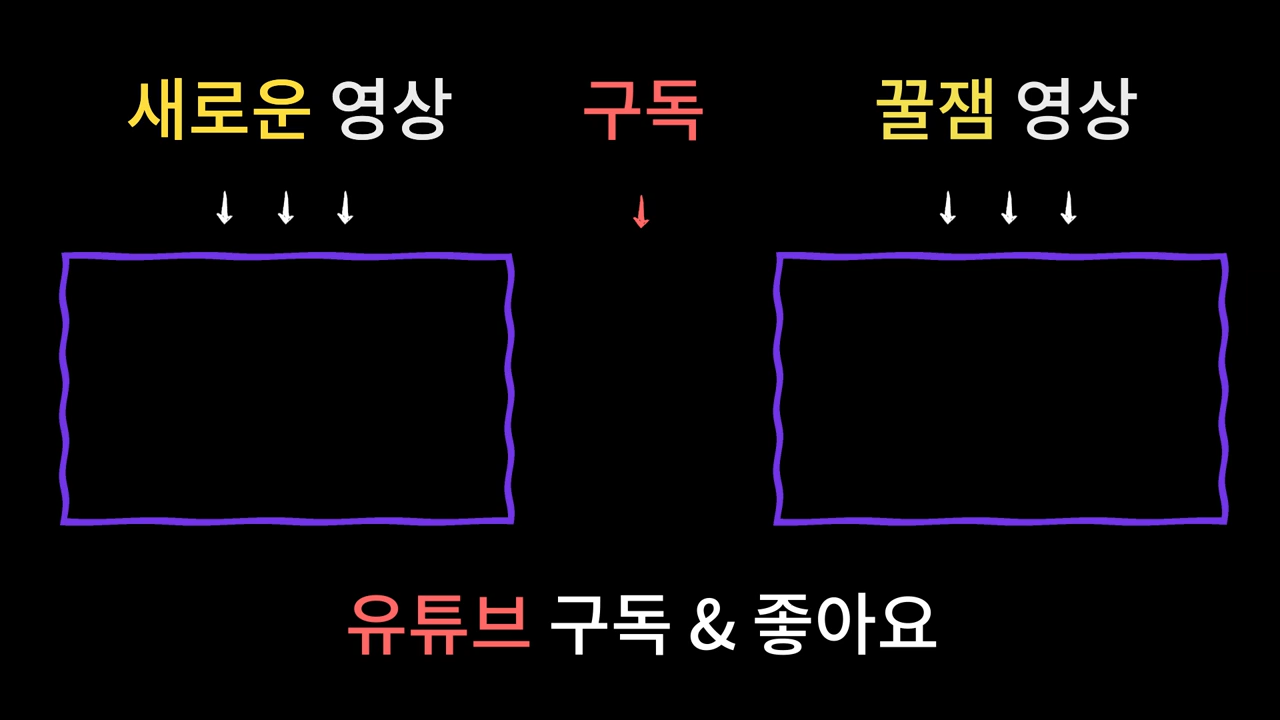 새로운 영상
구독
꿀잼 영상
유튜브 구독 & 좋아요